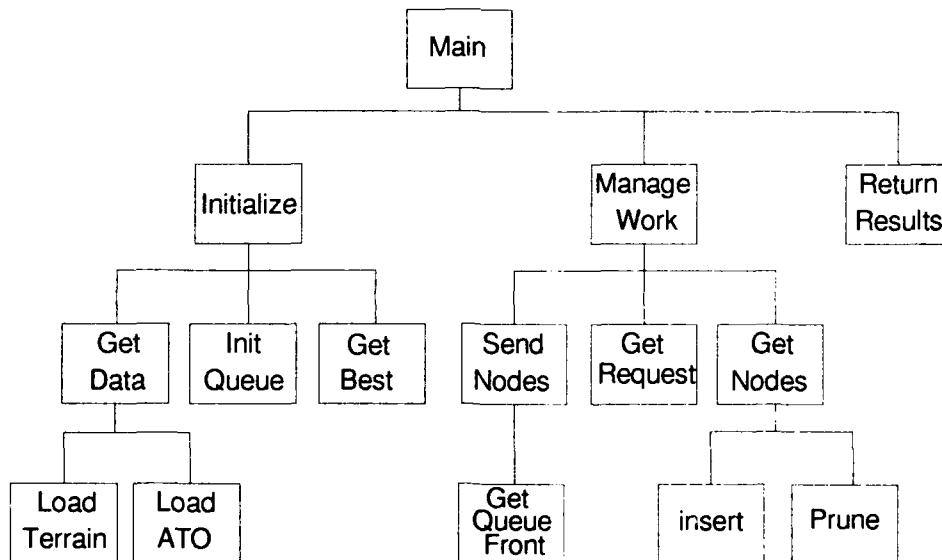 Main
Initialize
Manage
Work
Return
Results
Get
Data
Init
Queue
Get
Best
Send
Nodes
Get
Request
Get
Nodes
Load
Terrain
Load
ATO
Get
Queue
Front
insert
Prune